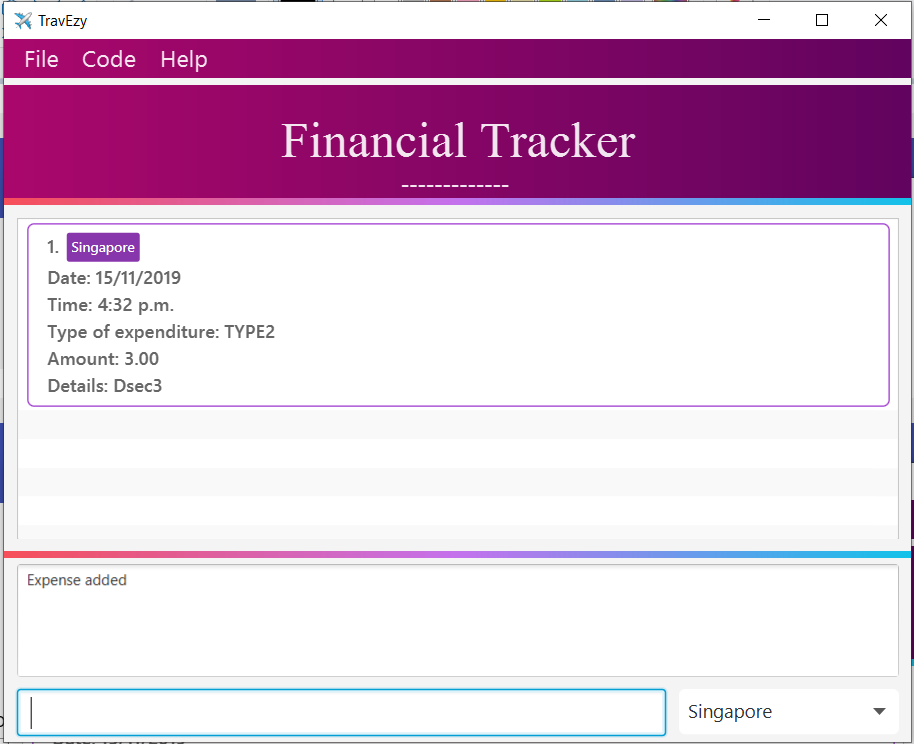 TravEzy
File Code Help
Financial Tracker
-------------
1. Singapore
Date: 15/11/2019
Time: 4:32 p.m.
Type of expenditure: TYPE2
Amount: 3.00
Details: Dsec3
Expense added
Singapore